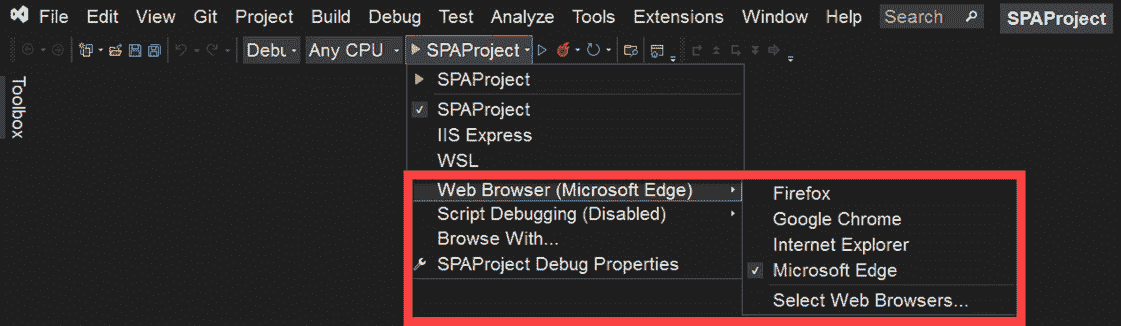 File Edit View Git Project Build Debug Test Analyze Tools Extensions Window Help Search SPAProject
Any CPU SPAProject
Toolbox
SPAProject
SPAProject
IIS Express
WSL
Web Browser (Microsoft Edge)
Script Debugging (Disabled)
Browse With...
SPAProject Debug Properties
Firefox
Google Chrome
Internet Explorer
Microsoft Edge
Select Web Browsers...